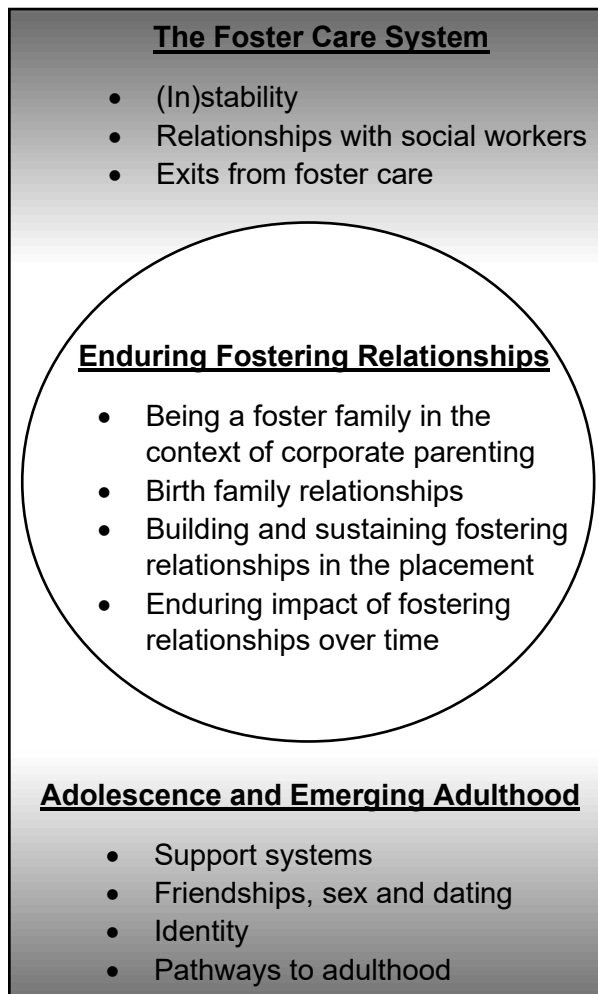 The Foster Care System
• (In)stability
• Relationships with social workers
• Exits from foster care
Enduring Fostering Relationships
• Being a foster family in the
context of corporate parenting
• Birth family relationships
• Building and sustaining fostering
relationships in the placement
• Enduring impact of fostering
relationships over time
Adolescence and Emerging Adulthood
• Support systems
• Friendships, sex and dating
• Identity
• Pathways to adulthood